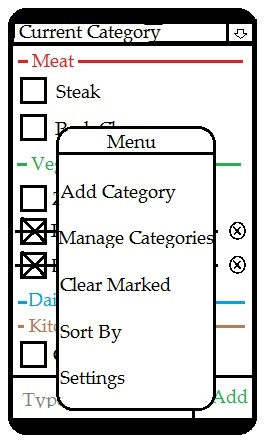 Current Category
Meat
Steak
Menu
Add Category
Manage Categories
Clear Marked
Sort By
Settings
Add